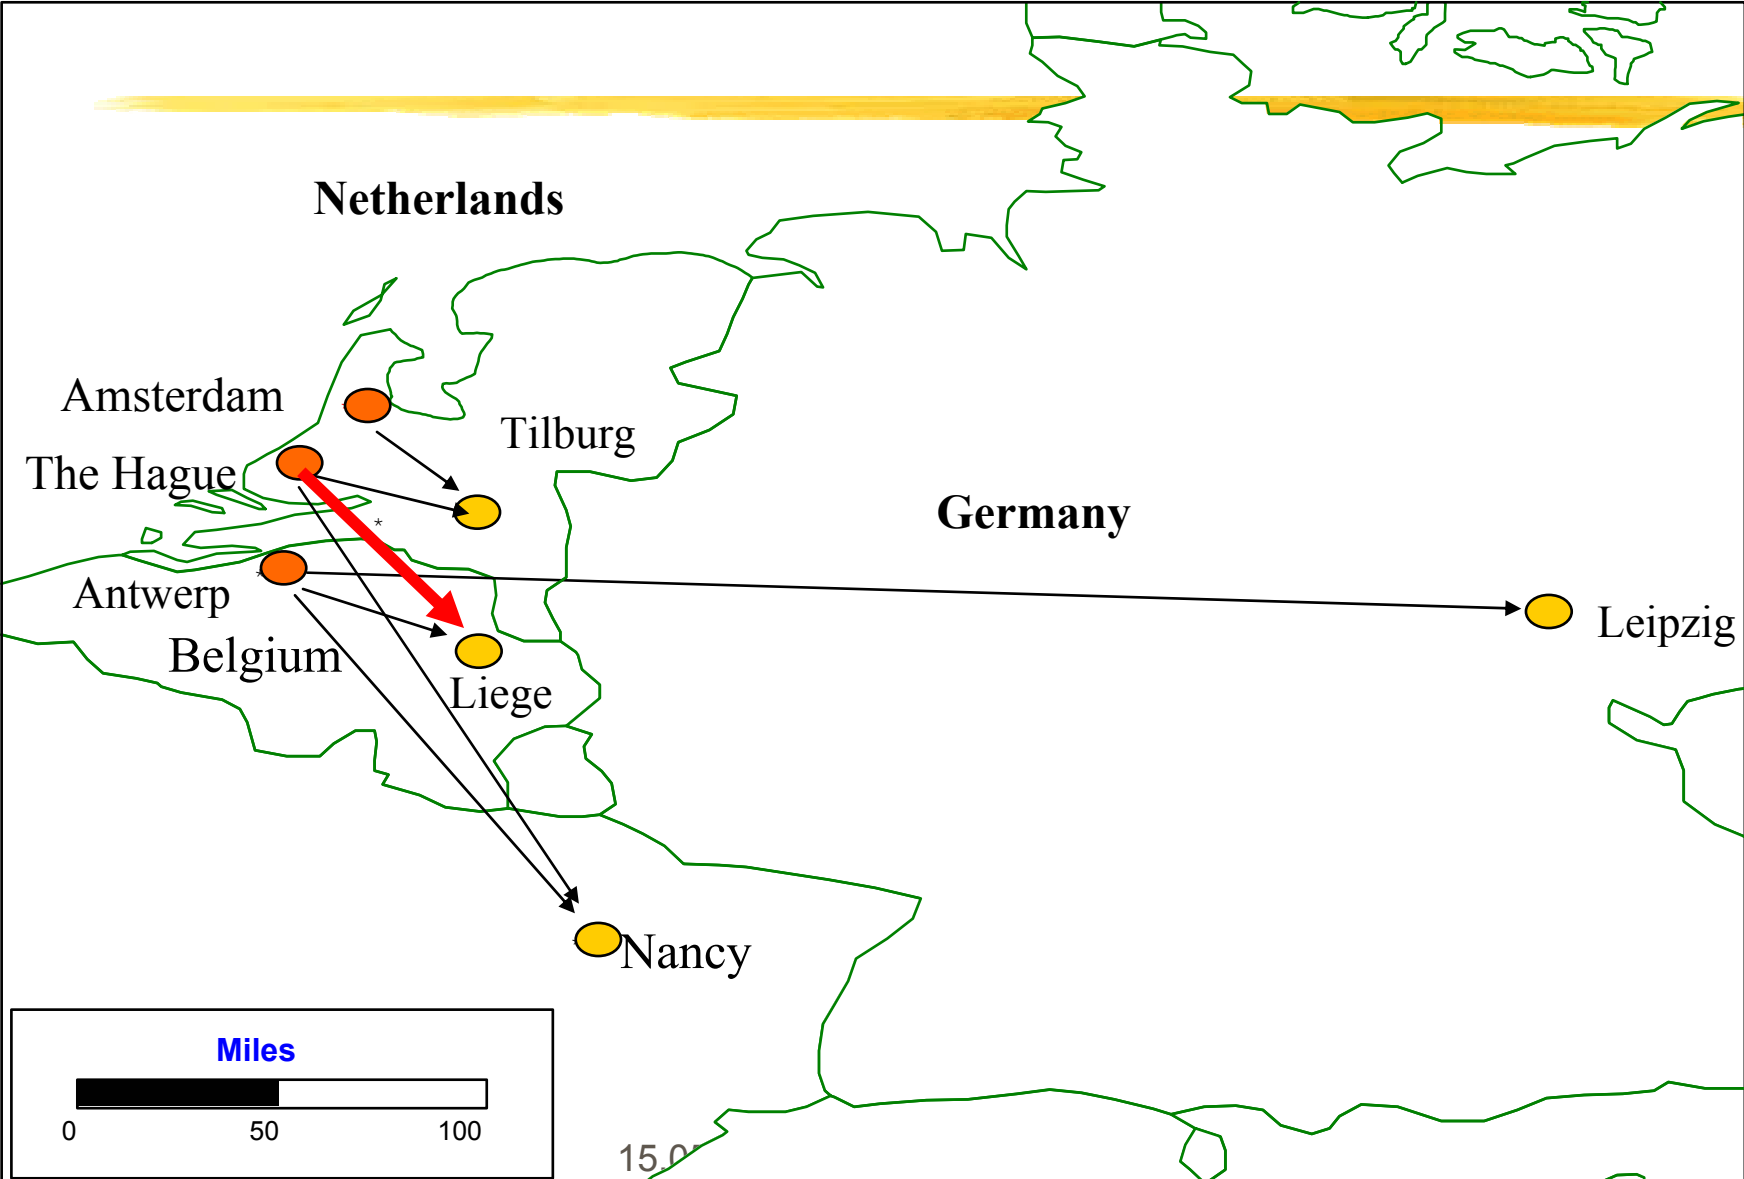 Netherlands
Amsterdam
Tilburg
The Hague
Germany
*
*
Antwerp
Leipzig
Belgium
Liege
Nancy
Miles
0 50 100